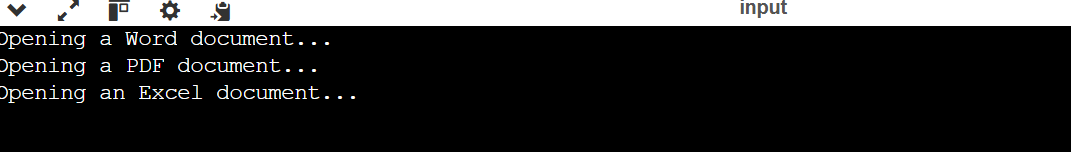 input
Opening a Word document...
Opening a PDF document...
Opening an Excel document...